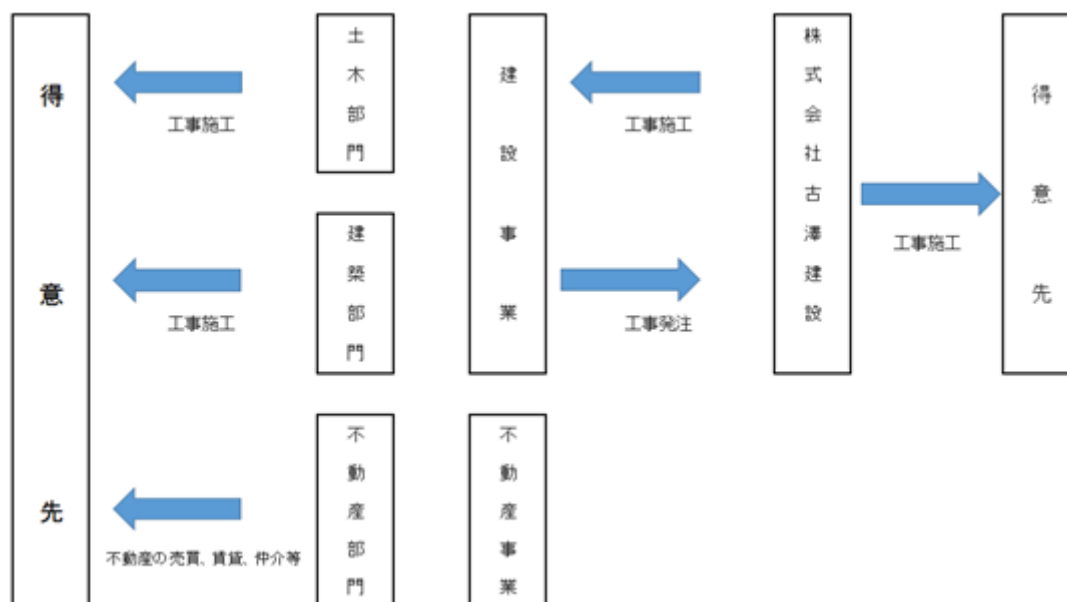 得意先
土木部門
建設事業
株式会社古澤建設
得意先
工事施工
工事施工
工事施工
建築部門
工事施工
工事発注
不動産部門
不動産事業
不動産の売買、賃貸、仲介等